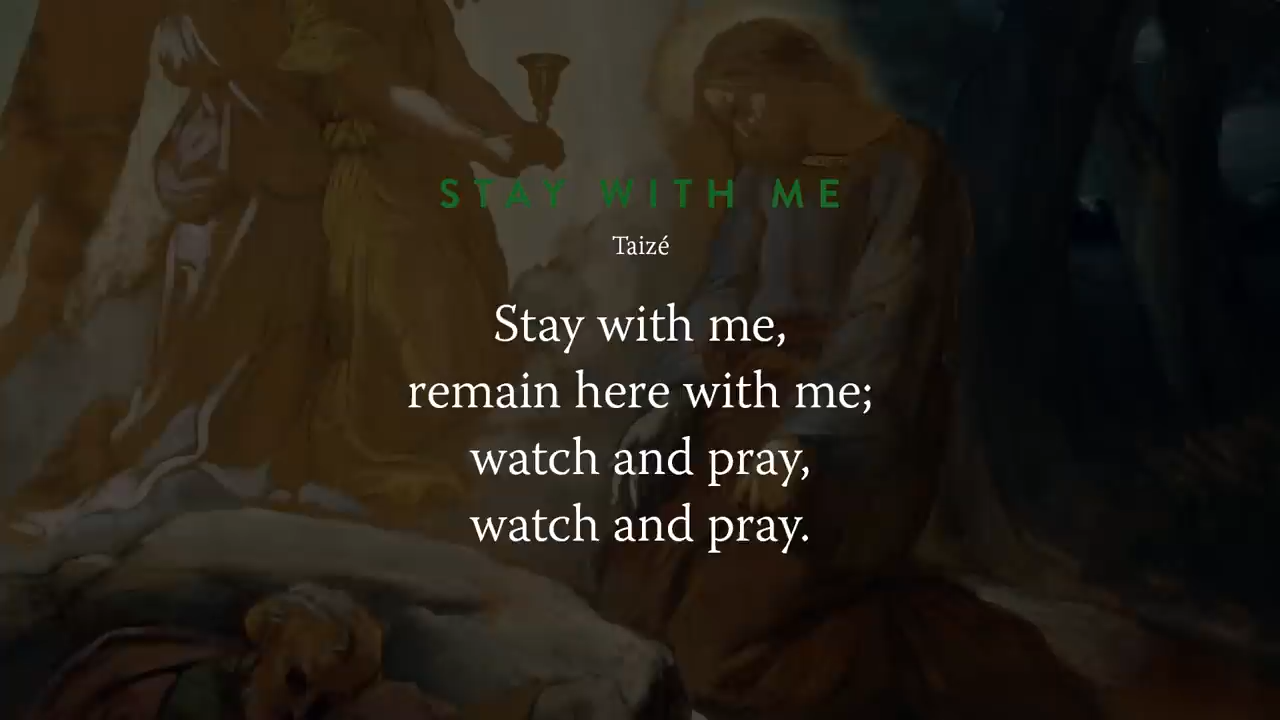 STAY WITH ME
Taizé
Stay with me,
remain here with me;
watch and pray,
watch and pray.